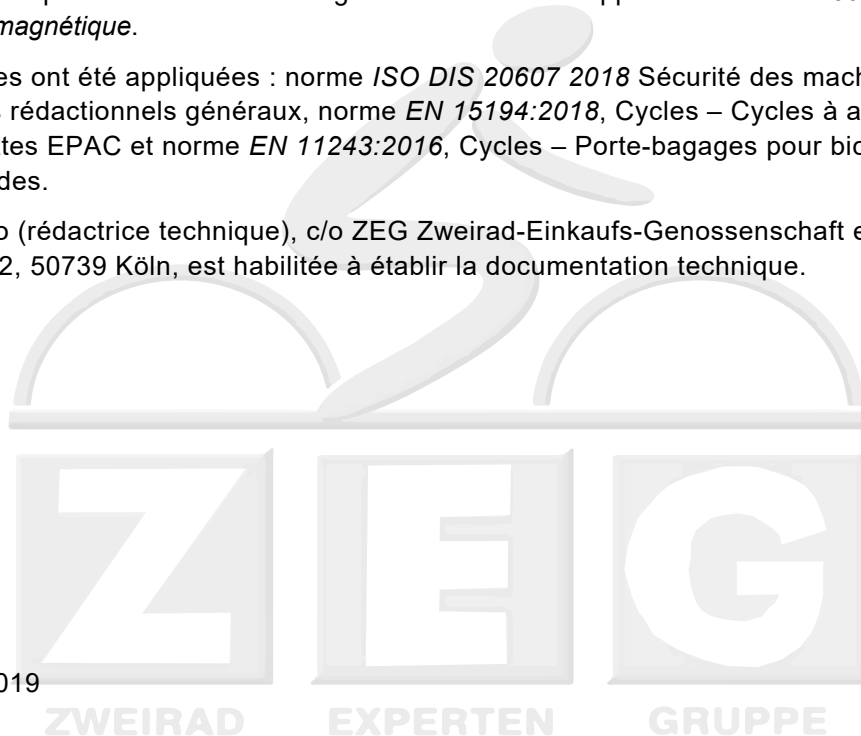 magnétique.
es ont été appliquées : norme ISO DIS 20607 2018 Sécurité des mach
rédactionnels généraux, norme EN 15194:2018, Cycles – Cycles à a
tes EPAC et norme EN 11243:2016, Cycles – Porte-bagages pour bic
des.
o (rédactrice technique), c/o ZEG Zweirad-Einkaufs-Genossenschaft e
2, 50739 Köln, est habilitée à établir la documentation technique.
ZEG
019
ZWEIRAD EXPERTEN GRUPPE